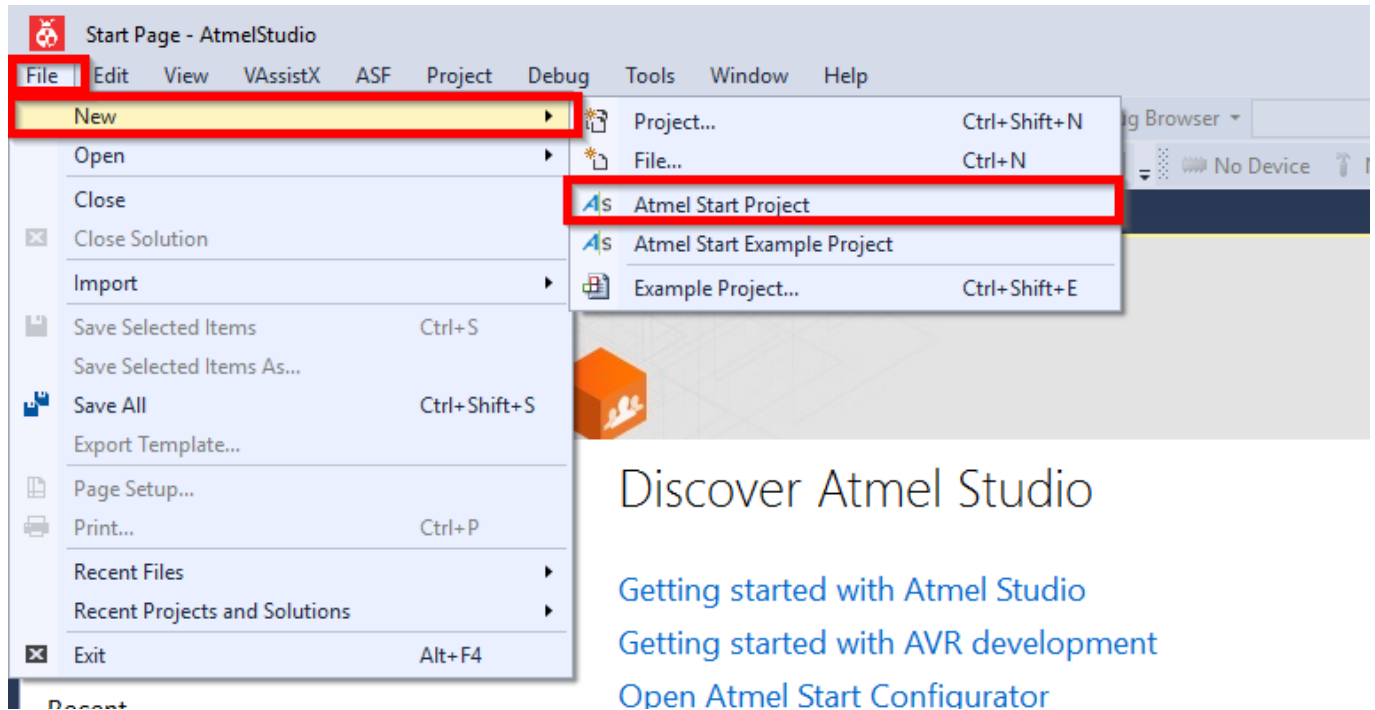 Start Page - AtmelStudio
File Edit View VAssistX ASF Project Debug Tools Window Help
New
Open
Close
Close Solution
Import
Save Selected Items Ctrl+S
Save Selected Items As...
Save All Ctrl+Shift+S
Export Template...
Page Setup...
Print... Ctrl+P
Recent Files
Recent Projects and Solutions
Exit Alt+F4
Project... Ctrl+Shift+N
File... Ctrl+N
Atmel Start Project
Atmel Start Example Project
Example Project... Ctrl+Shift+E
Browser
No Device
Discover Atmel Studio
Getting started with Atmel Studio
Getting started with AVR development
Open Atmel Start Configurator
Recent